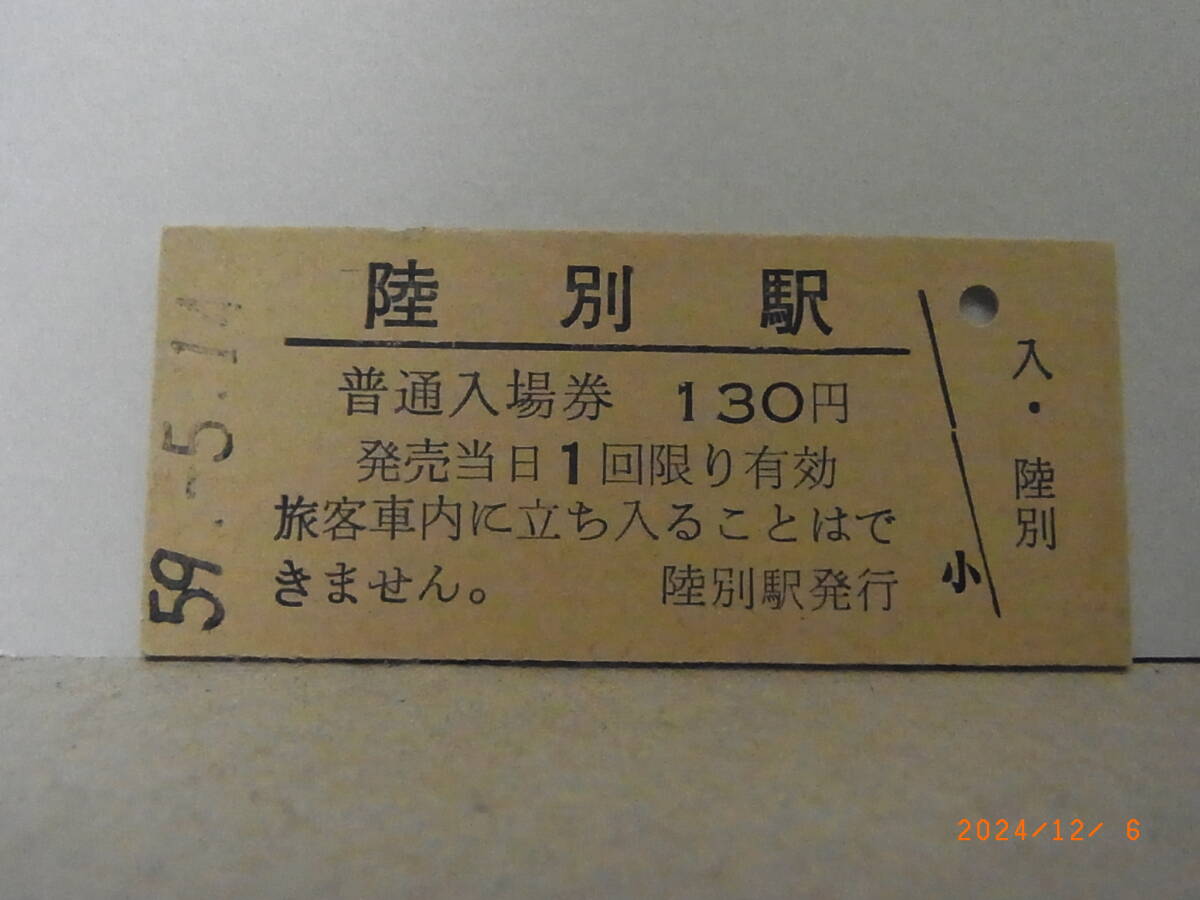 陸別駅
普通入場券 130円
発売当日1回限り有効
旅客車内に立ち入ることはで
きません。 陸別駅発行
小
入・陸別
59.-5.14
2024/12/ 6